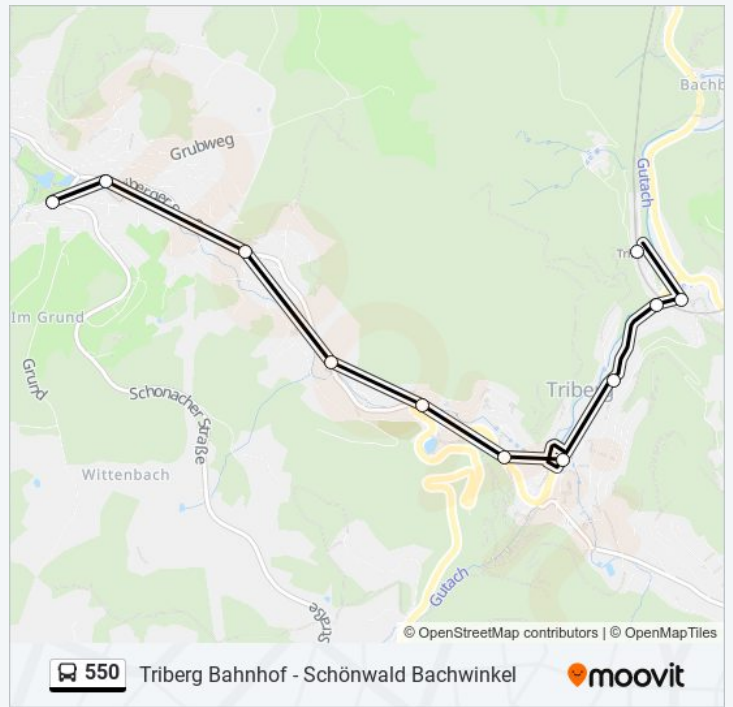 Bachb
Grubweg
Gutach
Im Grund
Grund
Schonacher Straße
Triberg
Wittenbach
Gutach
Straße
© OpenStreetMap contributors | © OpenMapTiles
550 Triberg Bahnhof - Schönwald Bachwinkel
moovit